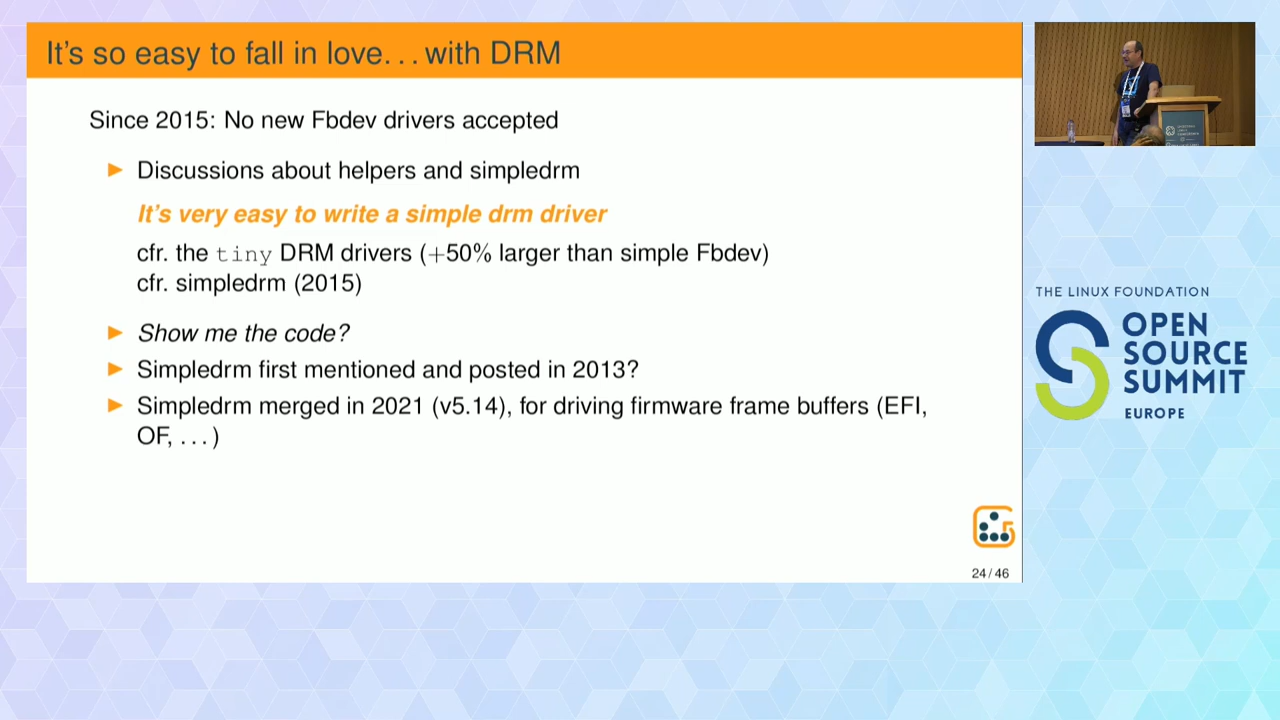 It's so easy to fall in love... with DRM
Since 2015: No new Fbdev drivers accepted
► Discussions about helpers and simpledrm
It's very easy to write a simple drm driver
cfr. the tiny DRM drivers (+50% larger than simple Fbdev)
cfr. simpledrm (2015)
► Show me the code?
► Simpledrm first mentioned and posted in 2013?
► Simpledrm merged in 2021 (v5.14), for driving firmware frame buffers (EFI,
OF, ...)
24 / 46
THE LINUX FOUNDATION
OPEN
SOURCE
SUMMIT
EUROPE